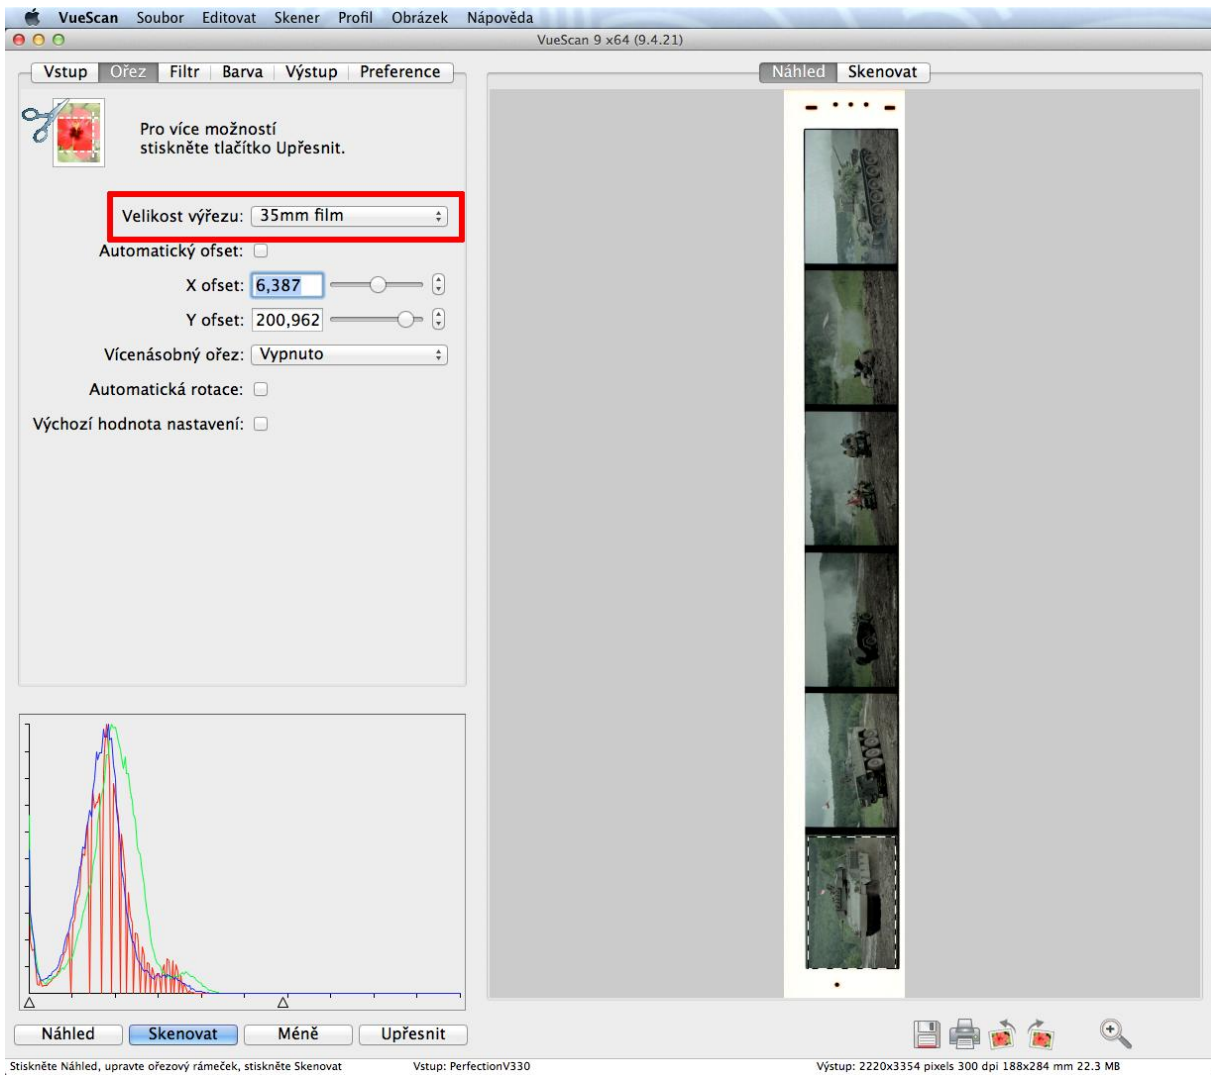 VueScan Soubor Editovat Skener Profil Obrázek Nápověda
VueScan 9 x64 (9.4.21)
Vstup Ořez Filtr Barva Výstup Preference
Náhled Skenovat
Pro více možností
stiskněte tlačítko Upřesnit.
Velikost výřezu: 35mm film
Automatický ofset:
X ofset: 6,387
Y ofset: 200,962
Vícenásobný ořez: Vypnuto
Automatická rotace:
Výchozí hodnota nastavení:
Náhled Skenovat Méně Upřesnit
Stiskněte Náhled, upravte ořezový rámeček, stiskněte Skenovat Vstup: PerfectionV330 Výstup: 2220x3354 pixels 300 dpi 188x284 mm 22.3 MB